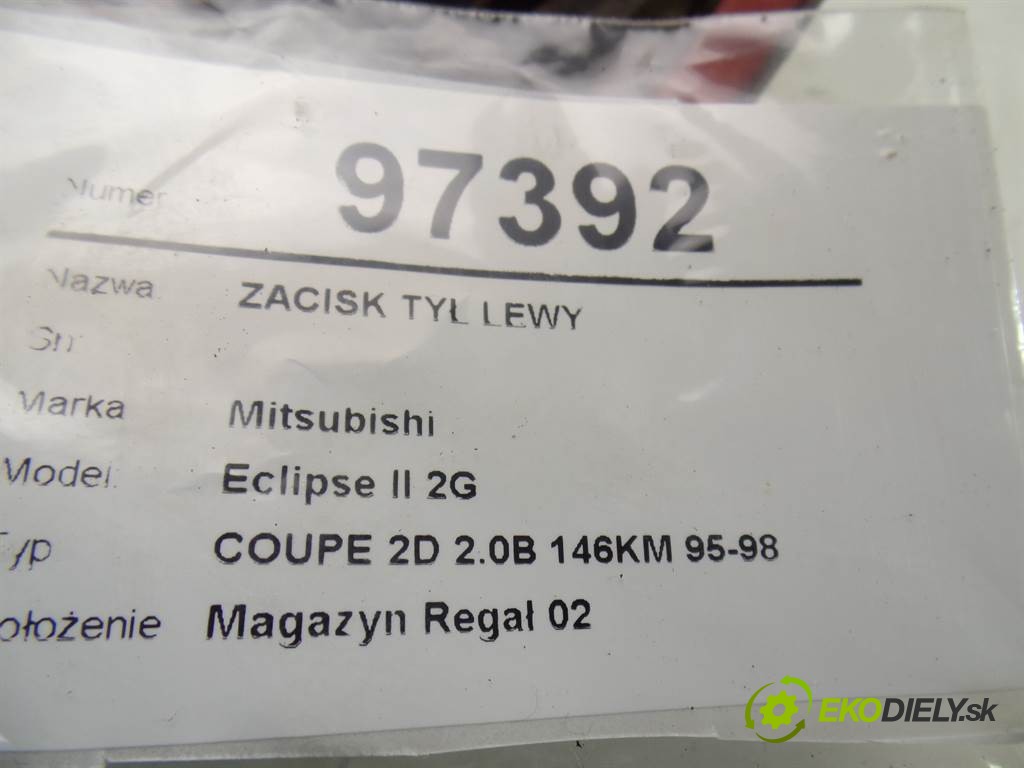 Numer 97392
Nazwa ZACISK TYŁ LEWY
Marka Mitsubishi
Model: Eclipse II 2G
Typ COUPE 2D 2.0B 146KM 95-98
ołożenie Magazyn Regał 02
EKODIELY.sk